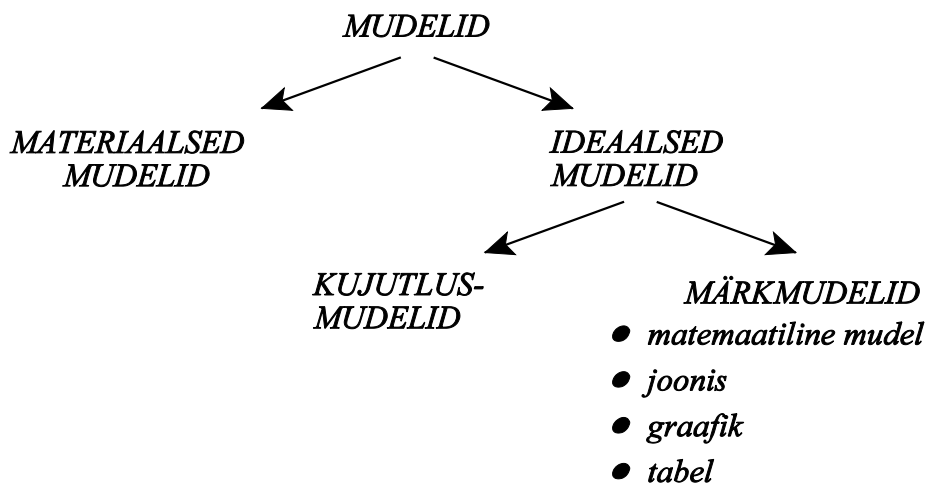 MUDELID
MATERIAALSED
MUDELID
IDEAALSED
MUDELID
KUJUTLUS-
MUDELID
MÄRKMUDELID
● matemaatiline mudel
● joonis
● graafik
● tabel